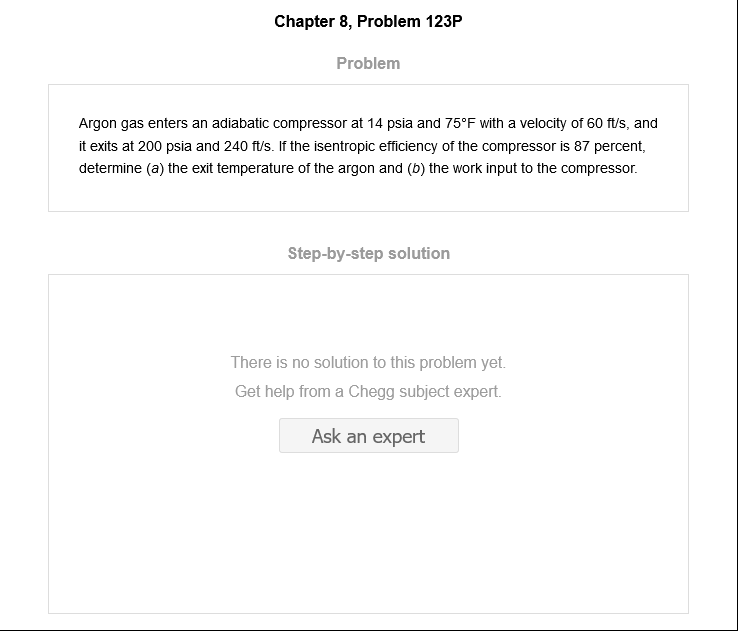 Chapter 8, Problem 123P
Problem
Argon gas enters an adiabatic compressor at 14 psia and 75°F with a velocity of 60 ft/s, and
it exits at 200 psia and 240 ft/s. If the isentropic efficiency of the compressor is 87 percent,
determine (a) the exit temperature of the argon and (b) the work input to the compressor.
Step-by-step solution
There is no solution to this problem yet.
Get help from a Chegg subject expert.
Ask an expert